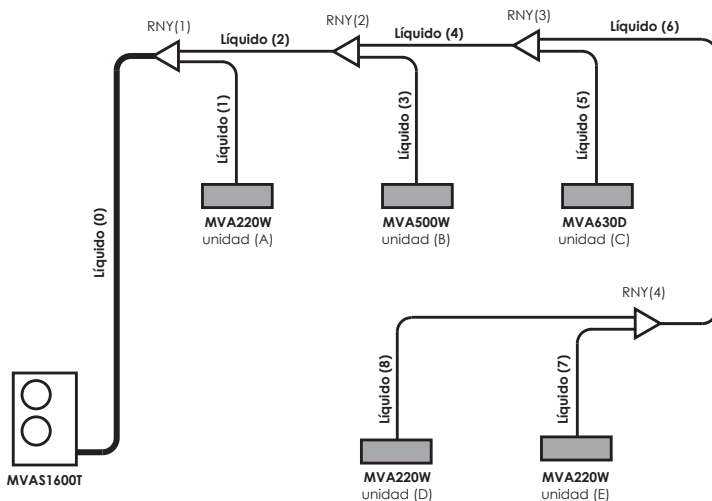 RNY(1)
RNY(2)
RNY(3)
Líquido (2)
Líquido (4)
Líquido (6)
Líquido (1)
Líquido (3)
Líquido (5)
MVA220W
unidad (A)
MVA500W
unidad (B)
MVA630D
unidad (C)
Líquido (0)
RNY(4)
Líquido (8)
Líquido (7)
MVAS1600T
MVA220W
unidad (D)
MVA220W
unidad (E)